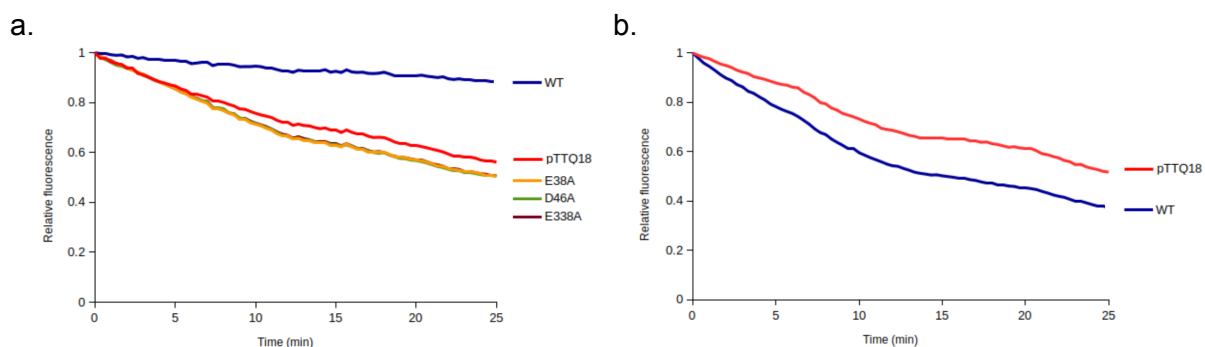 a.
Relative fluorescence
1
0.8
0.6
0.4
0.2
0
0 5 10 15 20 25
Time (min)
WT
pTTQ18
E38A
D46A
E338A
b.
Relative fluorescence
1
0.8
0.6
0.4
0.2
0
0 5 10 15 20 25
Time (min)
pTTQ18
WT